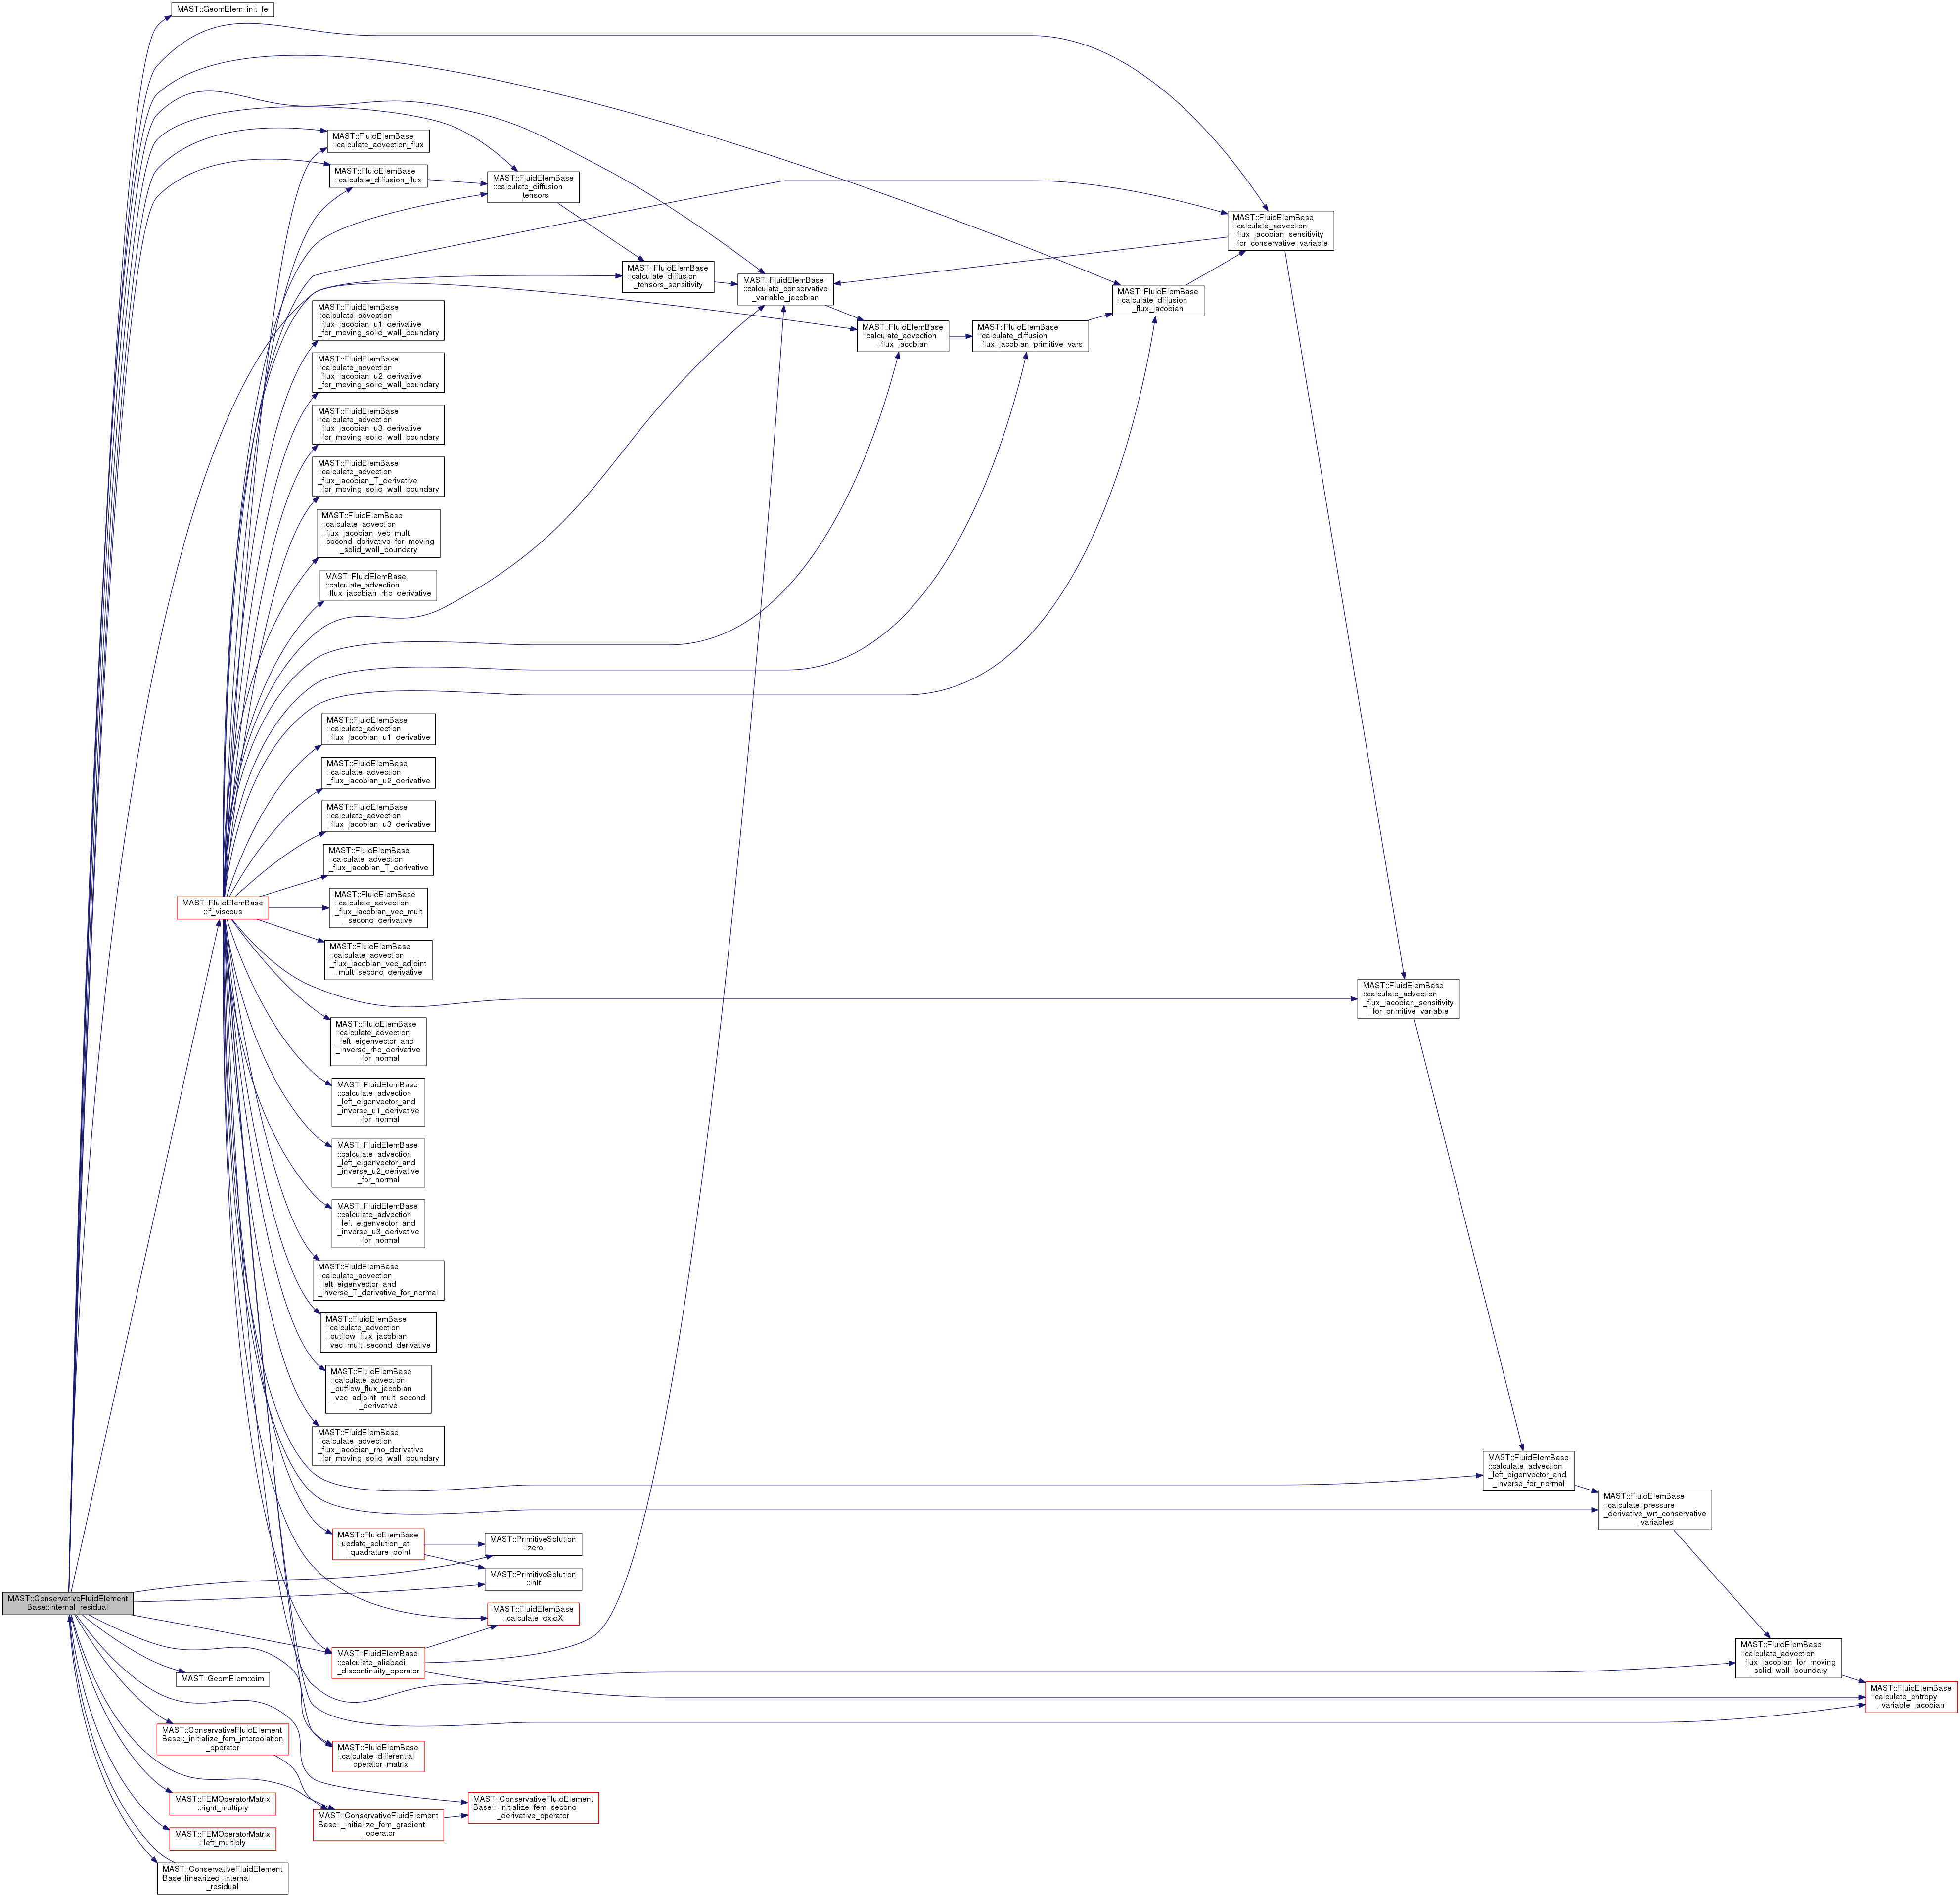 MAST::GeomElem::init_fe
MAST::FluidElemBase
::calculate_advection_flux
MAST::FluidElemBase
::calculate_diffusion_flux
MAST::FluidElemBase
::calculate_diffusion
_tensors
MAST::FluidElemBase
::calculate_advection
_flux_jacobian_sensitivity
_for_conservative_variable
MAST::FluidElemBase
::calculate_diffusion
_tensors_sensitivity
MAST::FluidElemBase
::calculate_conservative
_variable_jacobian
MAST::FluidElemBase
::calculate_diffusion
_flux_jacobian
MAST::FluidElemBase
::calculate_advection
_flux_jacobian_u1_derivative
_for_moving_solid_wall_boundary
MAST::FluidElemBase
::calculate_advection
_flux_jacobian
MAST::FluidElemBase
::calculate_diffusion
_flux_jacobian_primitive_vars
MAST::FluidElemBase
::calculate_advection
_flux_jacobian_u2_derivative
_for_moving_solid_wall_boundary
MAST::FluidElemBase
::calculate_advection
_flux_jacobian_u3_derivative
_for_moving_solid_wall_boundary
MAST::FluidElemBase
::calculate_advection
_flux_jacobian_T_derivative
_for_moving_solid_wall_boundary
MAST::FluidElemBase
::calculate_advection
_flux_jacobian_vec_mult
_second_derivative_for_moving
_solid_wall_boundary
MAST::FluidElemBase
::calculate_advection
_flux_jacobian_rho_derivative
MAST::FluidElemBase
::calculate_advection
_flux_jacobian_u1_derivative
MAST::FluidElemBase
::calculate_advection
_flux_jacobian_u2_derivative
MAST::FluidElemBase
::calculate_advection
_flux_jacobian_u3_derivative
MAST::FluidElemBase
::calculate_advection
_flux_jacobian_T_derivative
MAST::FluidElemBase
::if_viscous
MAST::FluidElemBase
::calculate_advection
_flux_jacobian_vec_mult
_second_derivative
MAST::FluidElemBase
::calculate_advection
_flux_jacobian_vec_adjoint
_mult_second_derivative
MAST::FluidElemBase
::calculate_advection
_flux_jacobian_sensitivity
_for_primitive_variable
MAST::FluidElemBase
::calculate_advection
_left_eigenvector_and
_inverse_rho_derivative
_for_normal
MAST::FluidElemBase
::calculate_advection
_left_eigenvector_and
_inverse_u1_derivative
_for_normal
MAST::FluidElemBase
::calculate_advection
_left_eigenvector_and
_inverse_u2_derivative
_for_normal
MAST::FluidElemBase
::calculate_advection
_left_eigenvector_and
_inverse_u3_derivative
_for_normal
MAST::FluidElemBase
::calculate_advection
_left_eigenvector_and
_inverse_T_derivative_for_normal
MAST::FluidElemBase
::calculate_advection
_outflow_flux_jacobian
_vec_mult_second_derivative
MAST::FluidElemBase
::calculate_advection
_outflow_flux_jacobian
_vec_adjoint_mult_second
_derivative
MAST::FluidElemBase
::calculate_advection
_flux_jacobian_rho_derivative
_for_moving_solid_wall_boundary
MAST::FluidElemBase
::calculate_advection
_left_eigenvector_and
_inverse_for_normal
MAST::FluidElemBase
::calculate_pressure
_derivative_wrt_conservative
_variables
MAST::FluidElemBase
::update_solution_at
_quadrature_point
MAST::PrimitiveSolution
::zero
MAST::PrimitiveSolution
::init
MAST::ConservativeFluidElement
Base::internal_residual
MAST::FluidElemBase
::calculate_dxidX
MAST::FluidElemBase
::calculate_aliabadi
_discontinuity_operator
MAST::FluidElemBase
::calculate_advection
_flux_jacobian_for_moving
_solid_wall_boundary
MAST::GeomElem::dim
MAST::FluidElemBase
::calculate_entropy
_variable_jacobian
MAST::ConservativeFluidElement
Base::_initialize_fem_interpolation
_operator
MAST::FluidElemBase
::calculate_differential
_operator_matrix
MAST::FEMOperatorMatrix
::right_multiply
MAST::ConservativeFluidElement
Base::_initialize_fem_second
_derivative_operator
MAST::ConservativeFluidElement
Base::_initialize_fem_gradient
_operator
MAST::FEMOperatorMatrix
::left_multiply
MAST::ConservativeFluidElement
Base::linearized_internal
_residual